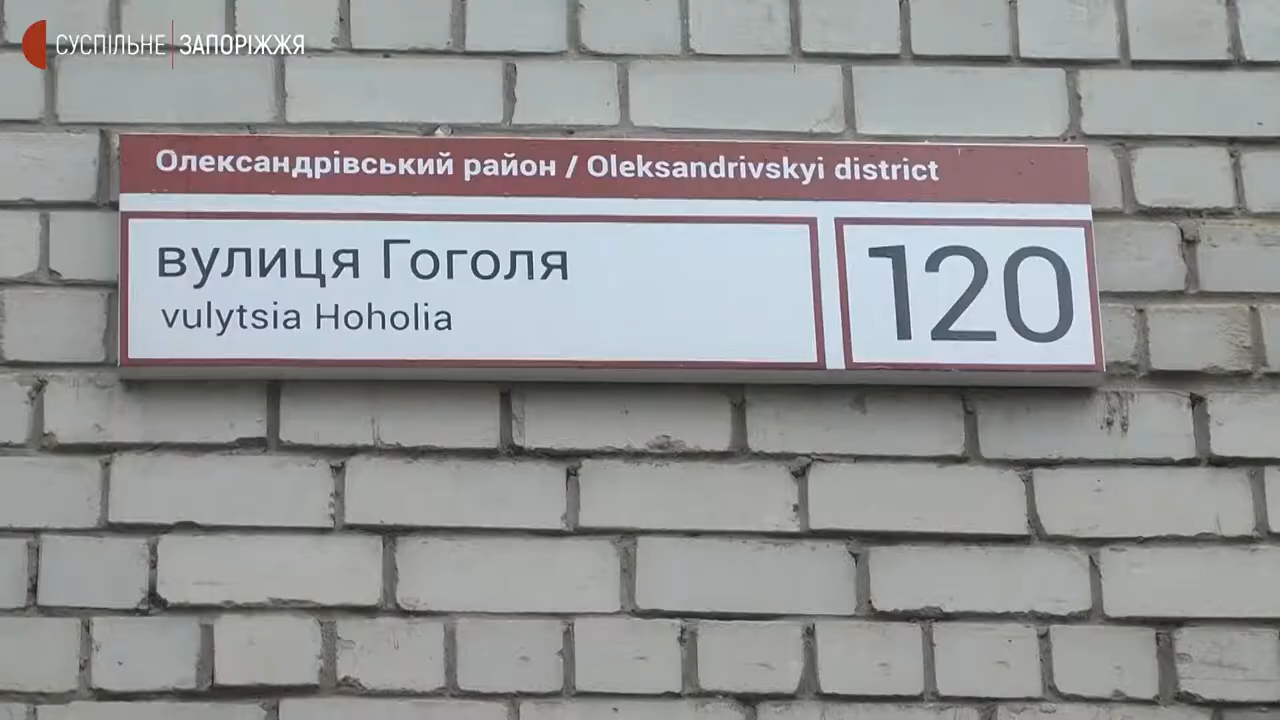 СУСПІЛЬНЕ ЗАПОРІЖЖЯ
Олександрівський район / Oleksandrivskyi district
вулиця Гоголя
vulytsia Hoholia
120